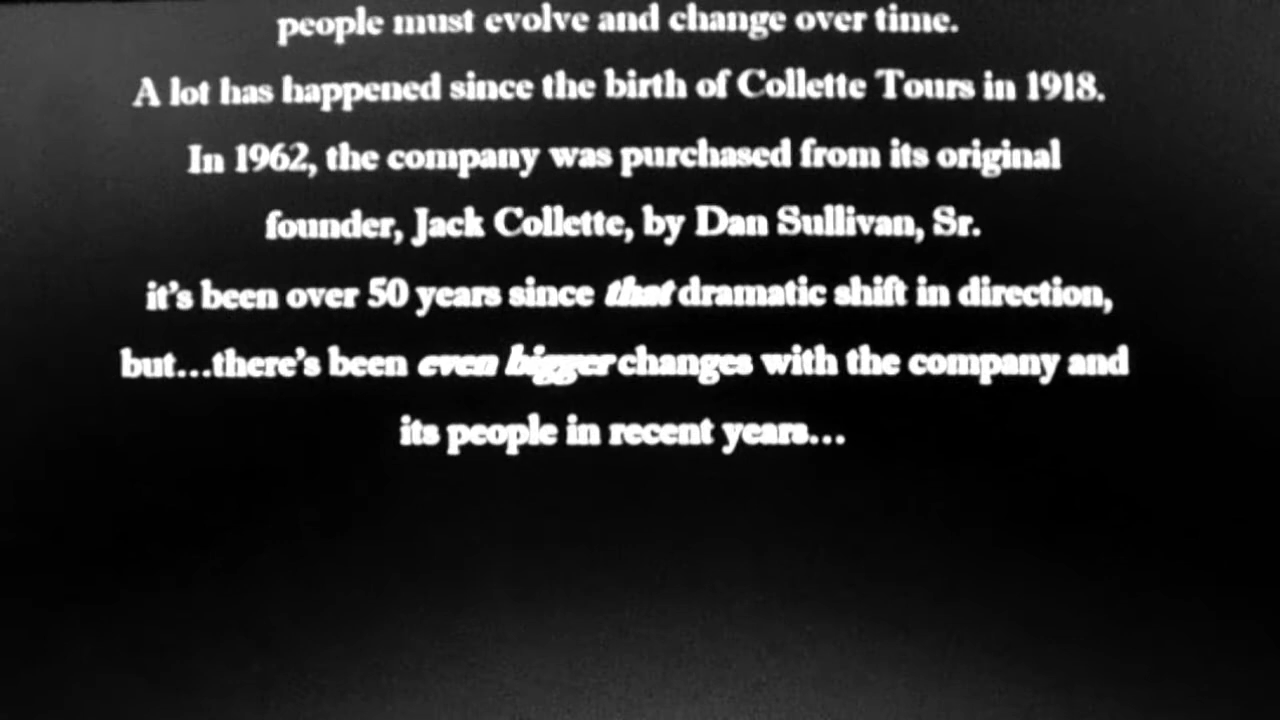 people must evolve and change over time.
A lot has happened since the birth of Collette Tours in 1918.
In 1962, the company was purchased from its original
founder, Jack Collette, by Dan Sullivan, Sr.
it's been over 50 years since that dramatic shift in direction,
but...there's been even bigger changes with the company and
its people in recent years...